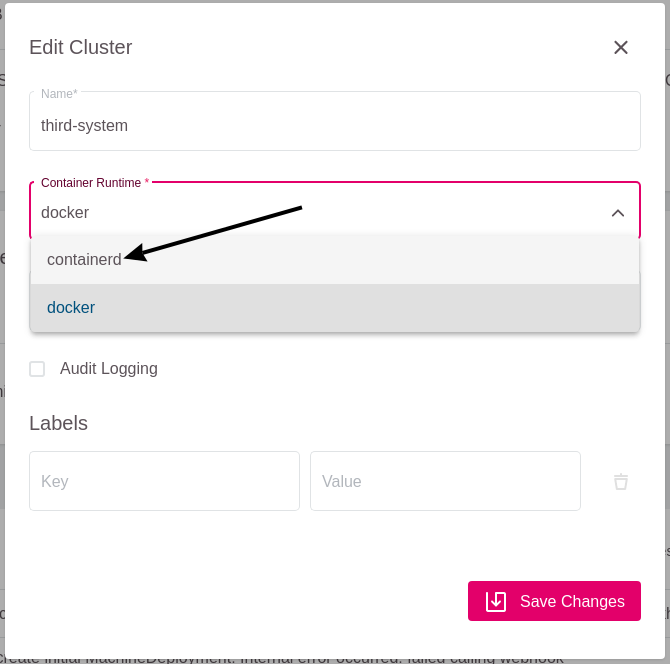 Edit Cluster
Name*
third-system
Container Runtime *
docker
containerd
docker
Audit Logging
Labels
Key Value
Save Changes
create initial MachineDeployment: Internal error occurred: failed calling webhook